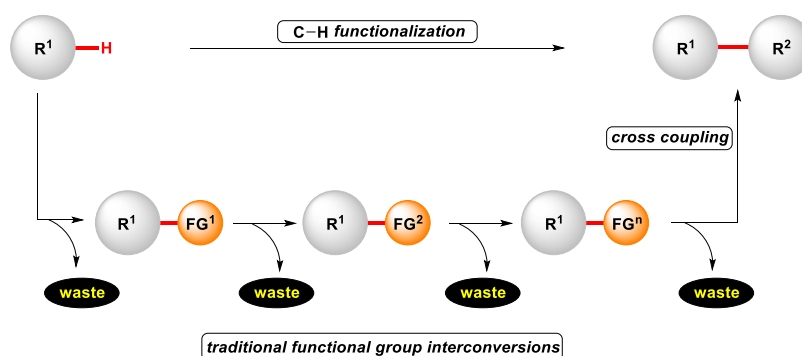 C–H functionalization
R¹ H R¹ R²
cross coupling
R¹ FG¹ R¹ FG² R¹ FGⁿ
waste waste waste waste
traditional functional group interconversions